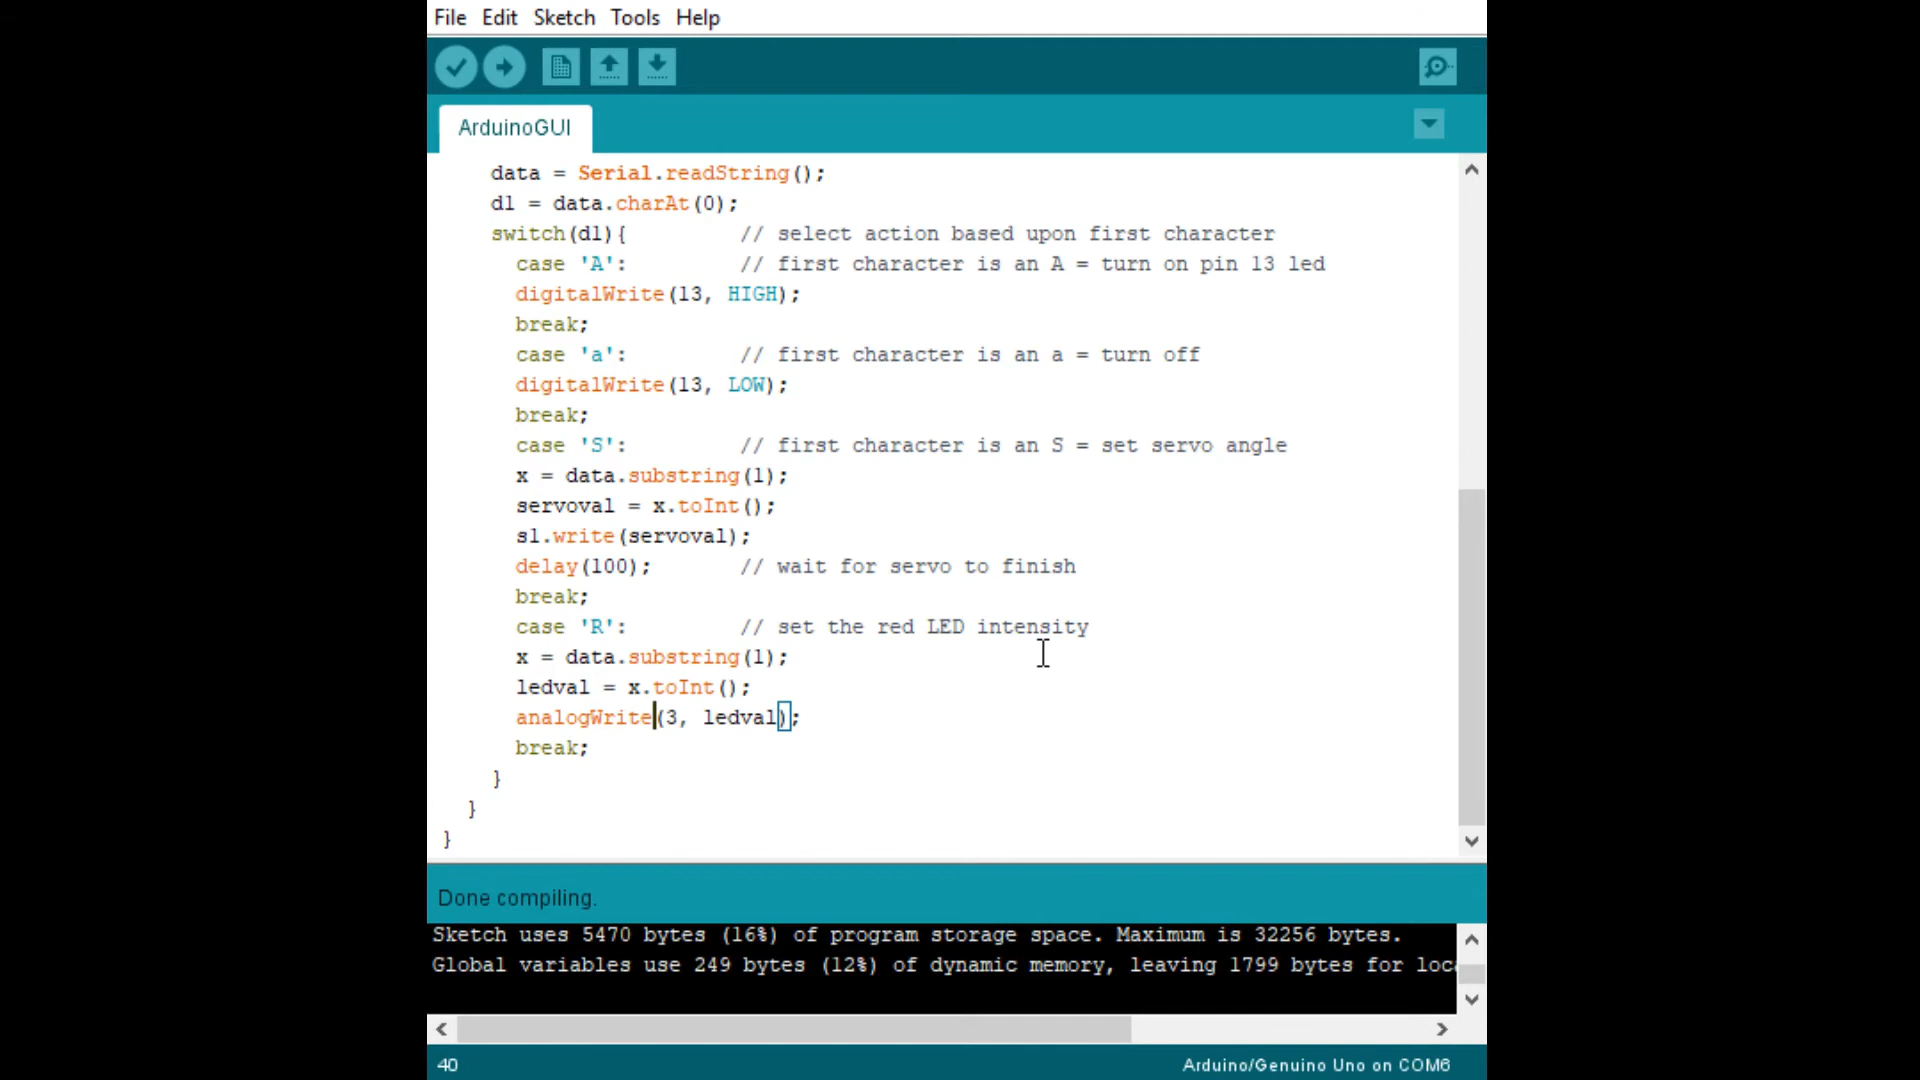 File Edit Sketch Tools Help
ArduinoGUI
data = Serial.readString();
d1 = data.charAt(0);
switch(d1){ // select action based upon first character
case 'A': // first character is an A = turn on pin 13 led
digitalWrite(13, HIGH);
break;
case 'a': // first character is an a = turn off
digitalWrite(13, LOW);
break;
case 'S': // first character is an S = set servo angle
x = data.substring(1);
servoval = x.toInt();
s1.write(servoval);
delay(100); // wait for servo to finish
break;
case 'R': // set the red LED intensity
x = data.substring(1);
ledval = x.toInt();
analogWrite(3, ledval);
break;
}
}
}
Done compiling.
Sketch uses 5470 bytes (16%) of program storage space. Maximum is 32256 bytes.
Global variables use 249 bytes (12%) of dynamic memory, leaving 1799 bytes for loc
40 Arduino/Genuino Uno on COM6